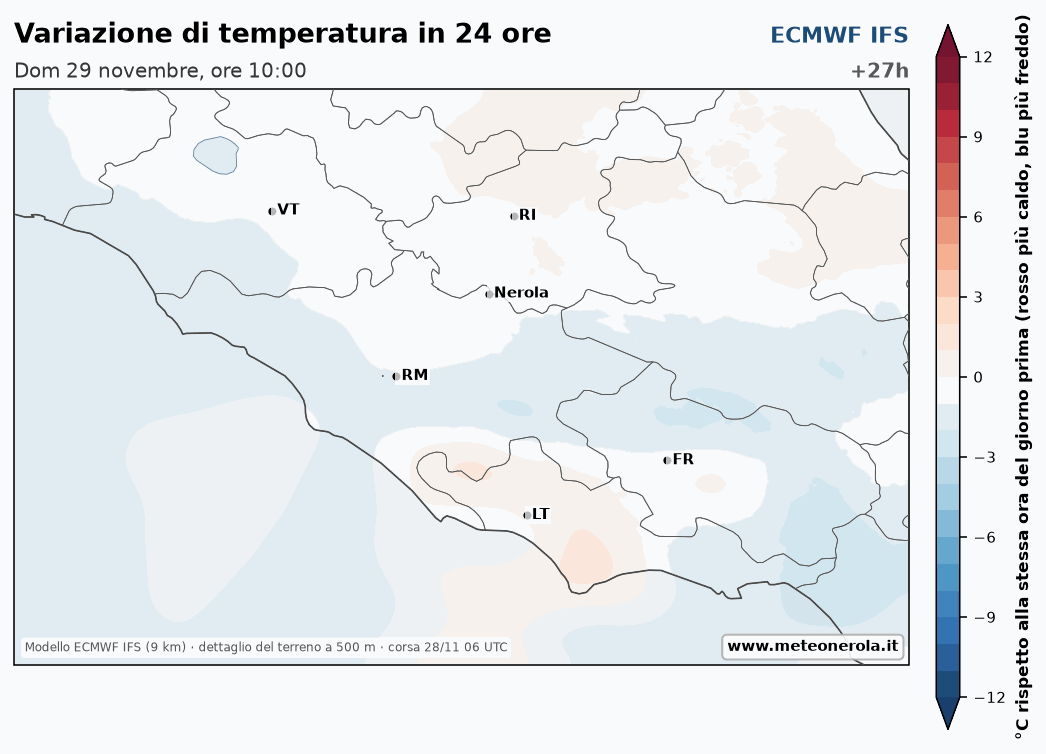 Variazione di temperatura in 24 ore
ECMWF IFS
Dom 29 novembre, ore 10:00
+27h
VT
RI
Nerola
RM
FR
LT
Modello ECMWF IFS (9 km) · dettaglio del terreno a 500 m · corsa 28/11 06 UTC
www.meteonerola.it
12
9
6
3
0
−3
−6
−9
−12
°C rispetto alla stessa ora del giorno prima (rosso più caldo, blu più freddo)